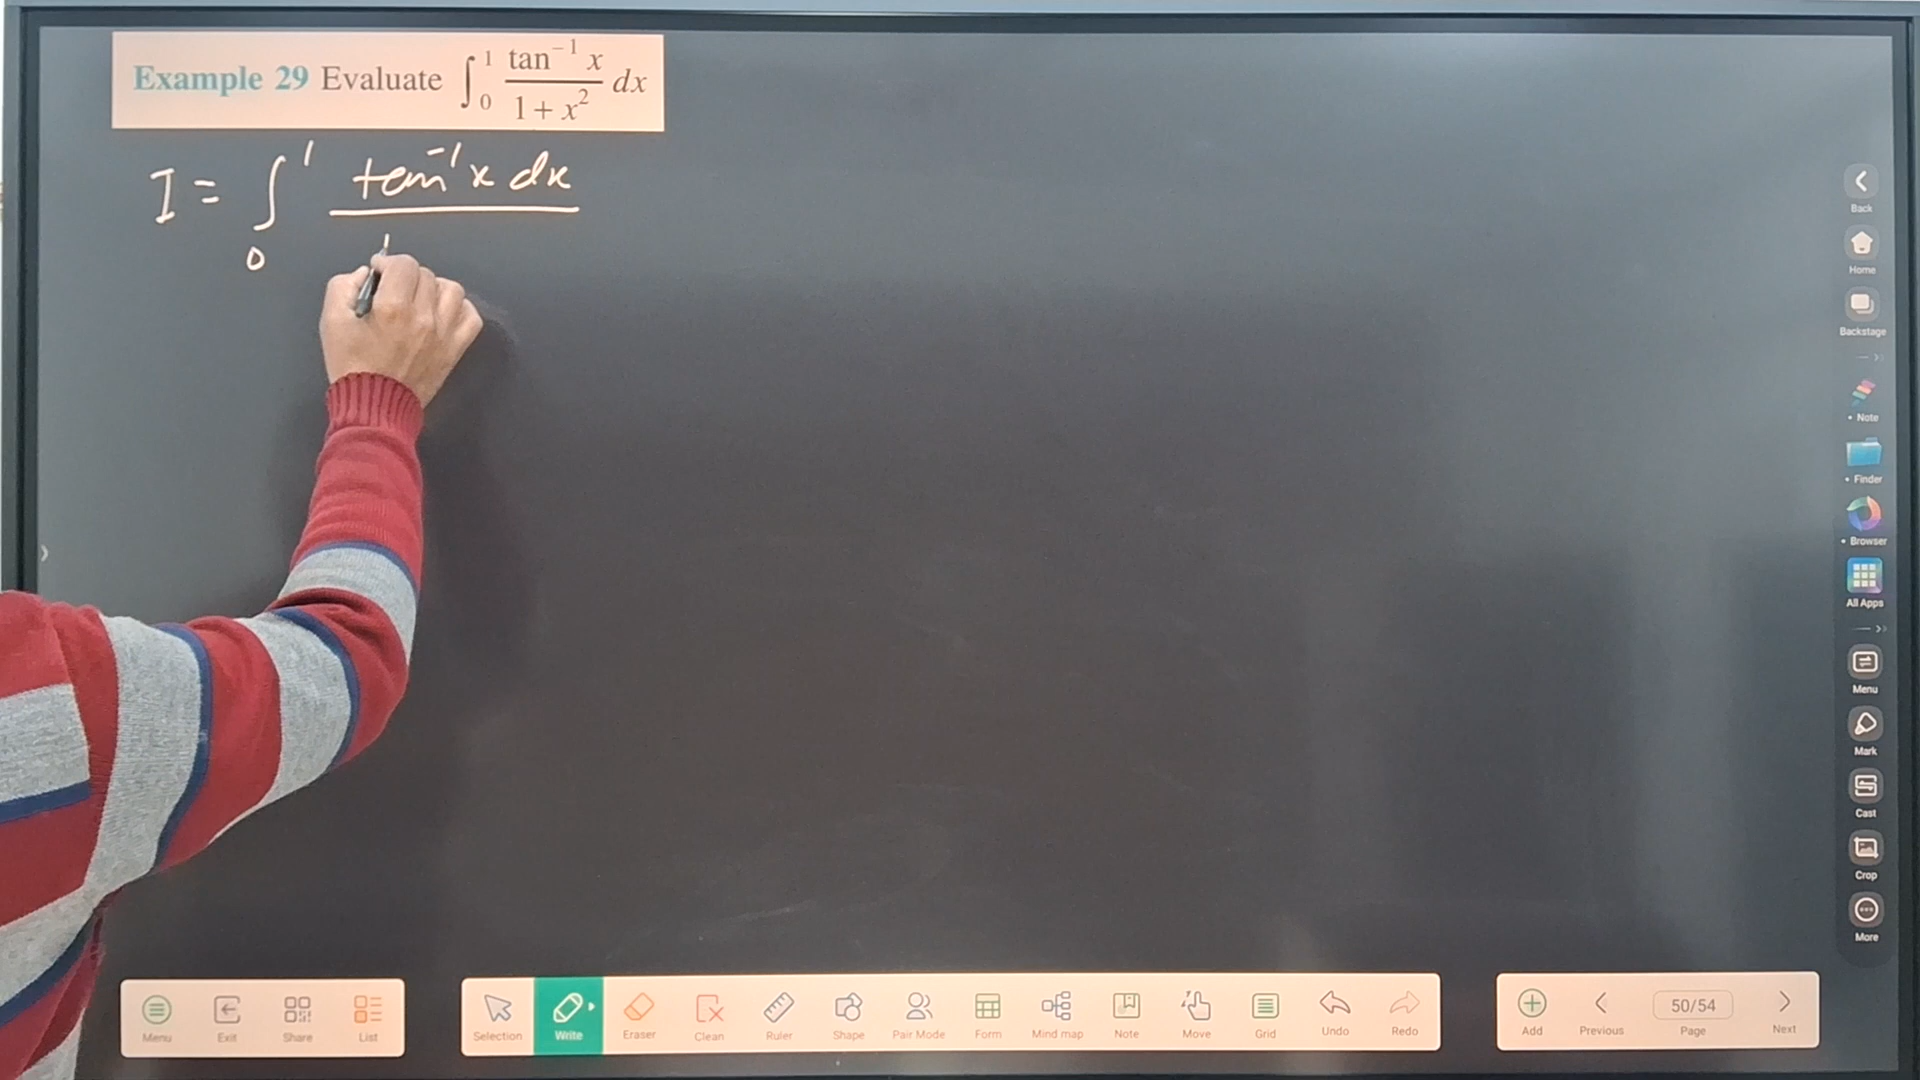 Example 29 Evaluate ∫₀¹ tan⁻¹ x / 1 + x² dx
I = ∫₀¹ tan⁻¹x dx / 1
Back
Home
Backstage
Note
Finder
Browser
All Apps
Menu
Mark
Cast
Crop
More
Menu Exit Share List Selection Write Eraser Clean Ruler Shape Pair Mode Form Mind map Note Move Grid Undo Redo Add Previous 50/54 Page Next